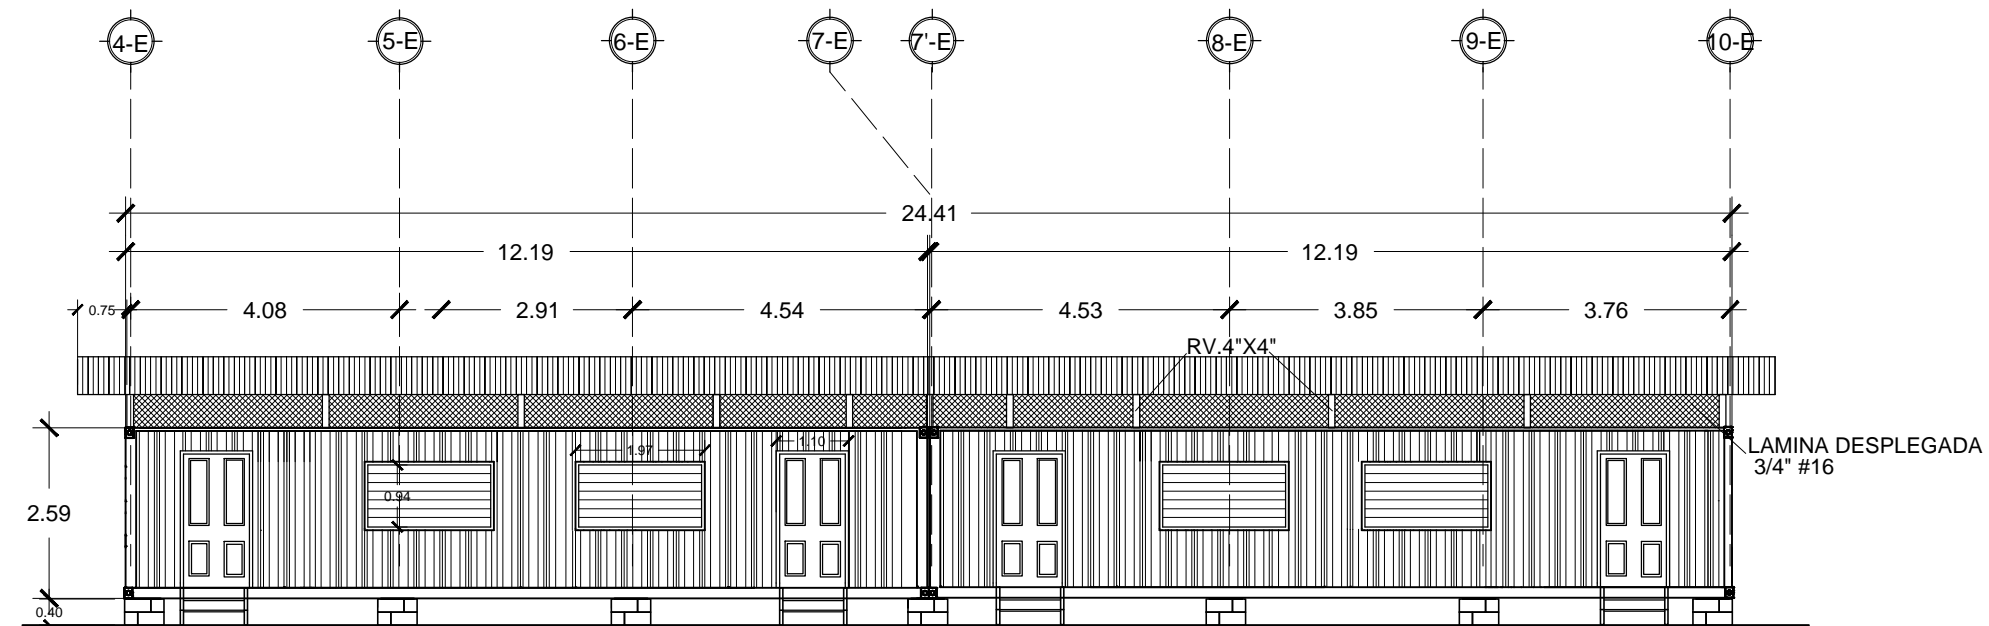 4-E
5-E
6-E
7-E
7'-E
8-E
9-E
10-E
24.41
12.19
12.19
0.75
4.08
2.91
4.54
4.53
3.85
3.76
RV.4"X4"
1.97
1.10
LAMINA DESPLEGADA
3/4" #16
0.94
2.59
0.40